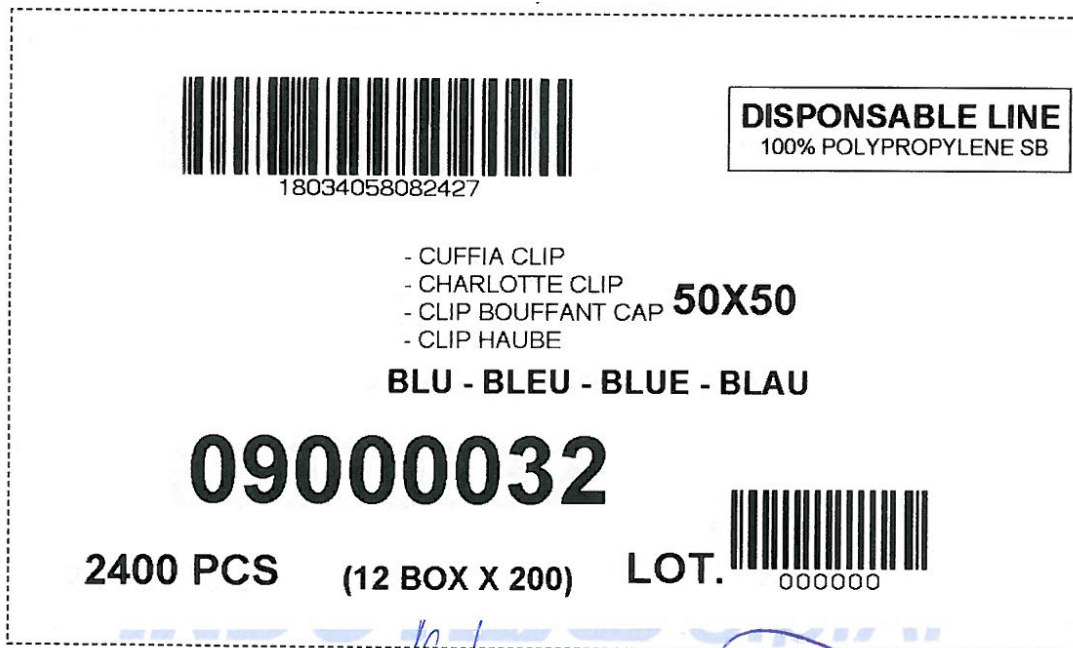 18034058082427
DISPONSABLE LINE
100% POLYPROPYLENE SB
- CUFFIA CLIP
- CHARLOTTE CLIP
- CLIP BOUFFANT CAP
- CLIP HAUBE
50X50
BLU - BLEU - BLUE - BLAU
09000032
2400 PCS (12 BOX X 200) LOT.
000000